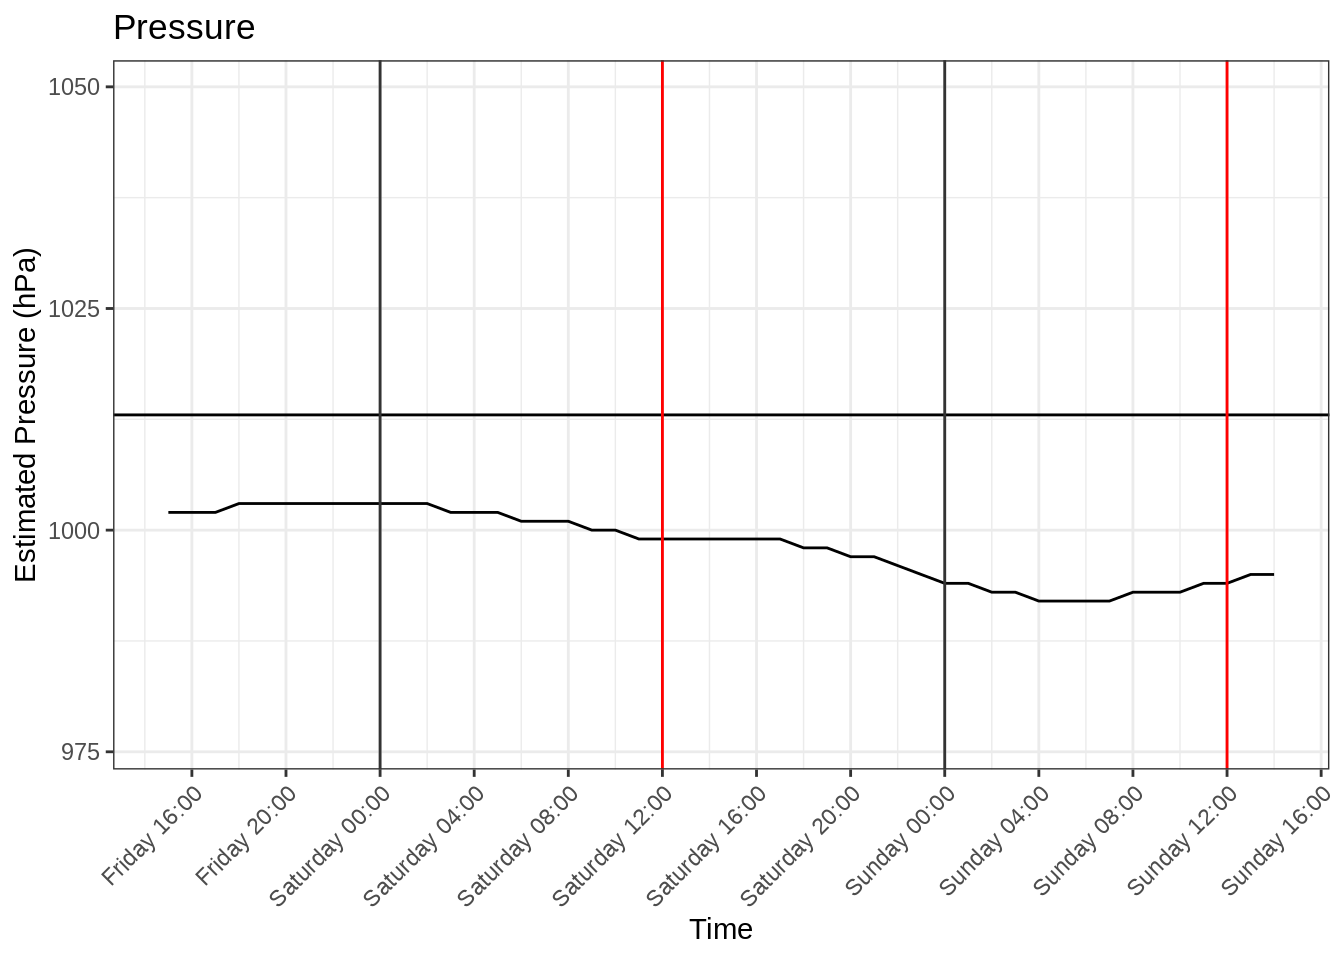 Pressure
Estimated Pressure (hPa)
1050
1025
1000
975
Friday 16:00
Friday 20:00
Saturday 00:00
Saturday 04:00
Saturday 08:00
Saturday 12:00
Saturday 16:00
Saturday 20:00
Sunday 00:00
Sunday 04:00
Sunday 08:00
Sunday 12:00
Sunday 16:00
Time